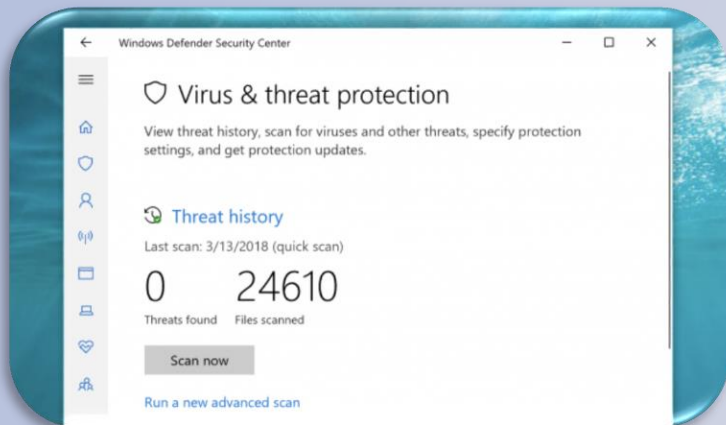 Windows Defender Security Center
Virus & threat protection
View threat history, scan for viruses and other threats, specify protection
settings, and get protection updates.
Threat history
Last scan: 3/13/2018 (quick scan)
0 24610
Threats found Files scanned
Scan now
Run a new advanced scan